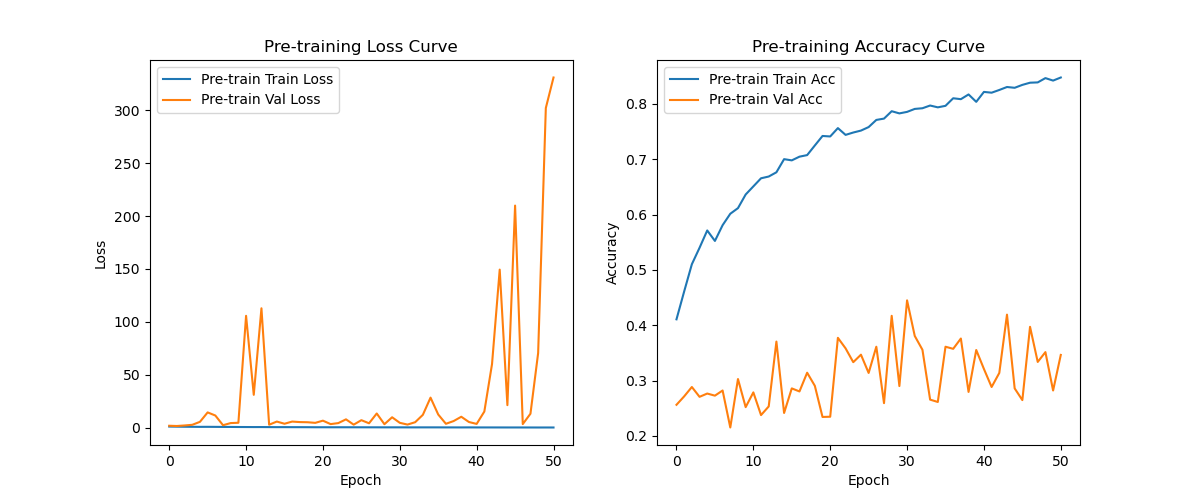 Pre-training Loss Curve
Pre-train Train Loss
Pre-train Val Loss
Loss
300
250
200
150
100
50
0
0 10 20 30 40 50
Epoch
Pre-training Accuracy Curve
Pre-train Train Acc
Pre-train Val Acc
Accuracy
0.8
0.7
0.6
0.5
0.4
0.3
0.2
0 10 20 30 40 50
Epoch